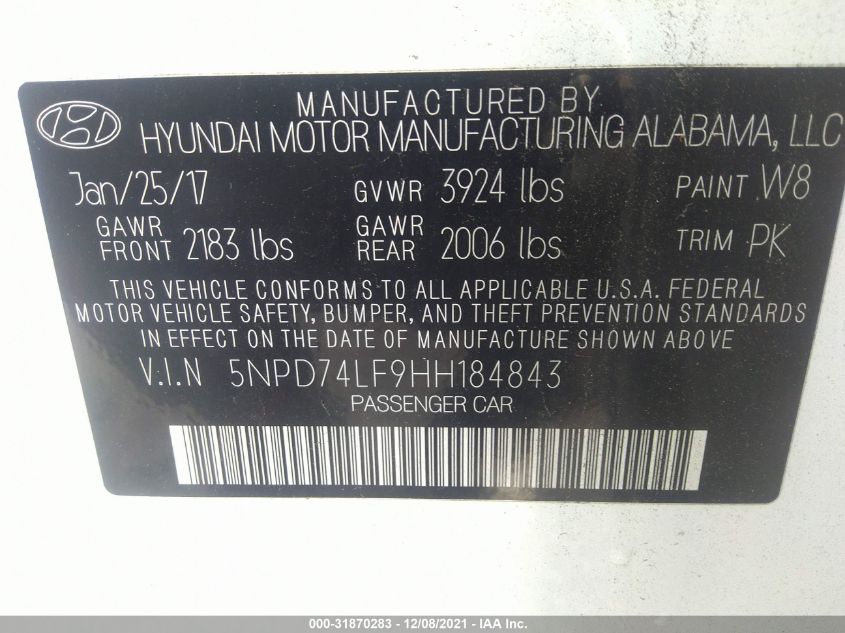 MANUFACTURED BY
HYUNDAI MOTOR MANUFACTURING ALABAMA, LLC
Jan/25/17 GVWR 3924 lbs PAINT W8
GAWR FRONT 2183 lbs GAWR REAR 2006 lbs TRIM PK
THIS VEHICLE CONFORMS TO ALL APPLICABLE U.S.A. FEDERAL
MOTOR VEHICLE SAFETY, BUMPER, AND THEFT PREVENTION STANDARDS
IN EFFECT ON THE DATE OF MANUFACTURE SHOWN ABOVE
V.I.N 5NPD74LF9HH184843
PASSENGER CAR
000-31870283 - 12/08/2021 - IAA Inc.